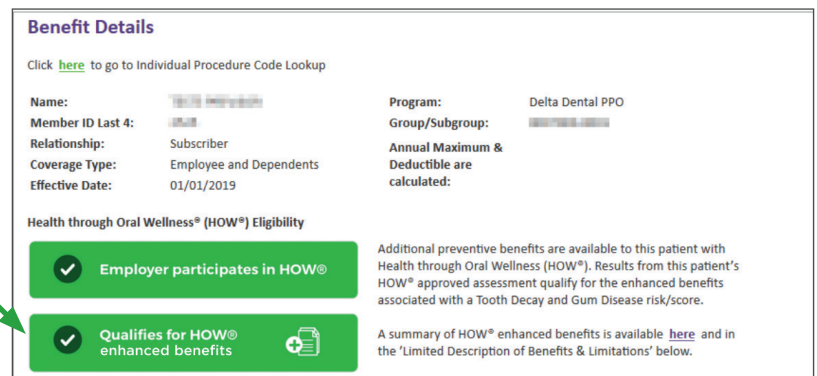 Benefit Details
Click here to go to Individual Procedure Code Lookup
Name:
Member ID Last 4:
Relationship: Subscriber
Coverage Type: Employee and Dependents
Effective Date: 01/01/2019
Program: Delta Dental PPO
Group/Subgroup:
Annual Maximum &
Deductible are
calculated:
Health through Oral Wellness® (HOW®) Eligibility
Employer participates in HOW®
Qualifies for HOW®
enhanced benefits
Additional preventive benefits are available to this patient with
Health through Oral Wellness (HOW®). Results from this patient's
HOW® approved assessment qualify for the enhanced benefits
associated with a Tooth Decay and Gum Disease risk/score.
A summary of HOW® enhanced benefits is available here and in
the 'Limited Description of Benefits & Limitations' below.